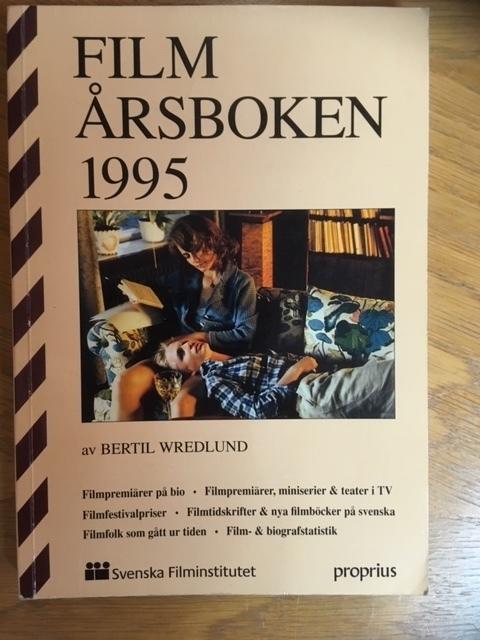 FILM
ÅRSBOKEN
1995
av BERTIL WREDLUND
Filmpremiärer på bio • Filmpremiärer, miniserier & teater i TV
Filmfestivalpriser • Filmtidskrifter & nya filmböcker på svenska
Filmfolk som gått ur tiden • Film- & biografstatistik
Svenska Filminstitutet proprius